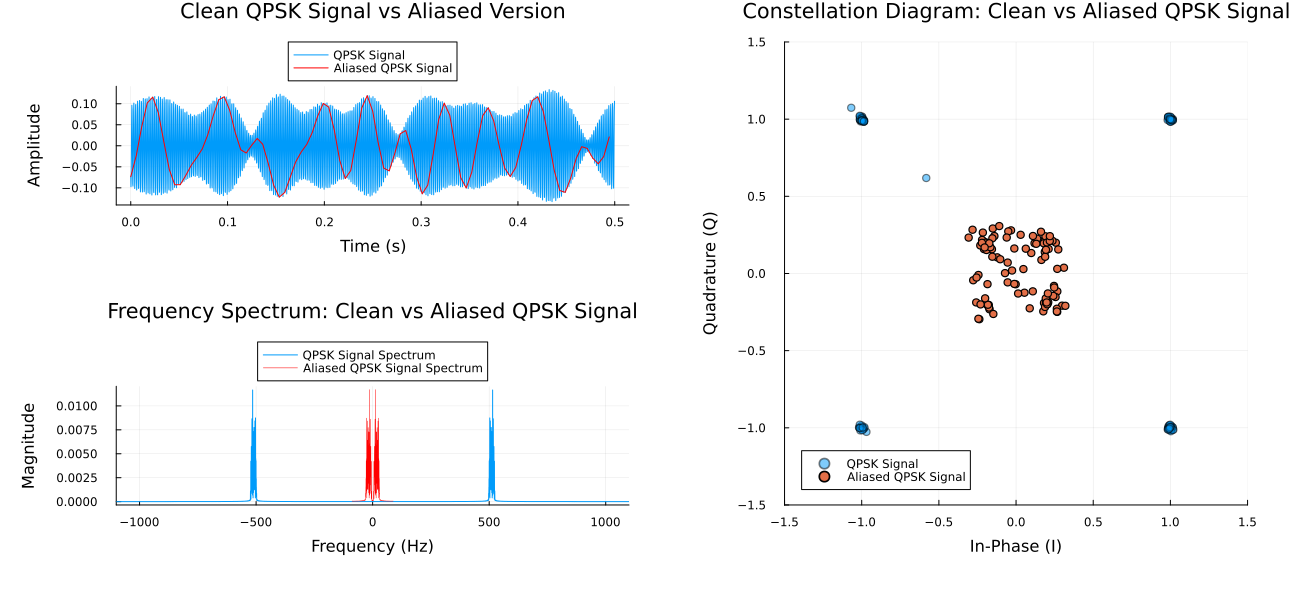 Clean QPSK Signal vs Aliased Version
QPSK Signal
Aliased QPSK Signal
Amplitude
0.10
0.05
0.00
−0.05
−0.10
0.0 0.1 0.2 0.3 0.4 0.5
Time (s)
Frequency Spectrum: Clean vs Aliased QPSK Signal
QPSK Signal Spectrum
Aliased QPSK Signal Spectrum
Magnitude
0.0100
0.0075
0.0050
0.0025
0.0000
−1000 −500 0 500 1000
Frequency (Hz)
Constellation Diagram: Clean vs Aliased QPSK Signal
Quadrature (Q)
1.5
1.0
0.5
0.0
−0.5
−1.0
−1.5
QPSK Signal
Aliased QPSK Signal
−1.5 −1.0 −0.5 0.0 0.5 1.0 1.5
In-Phase (I)